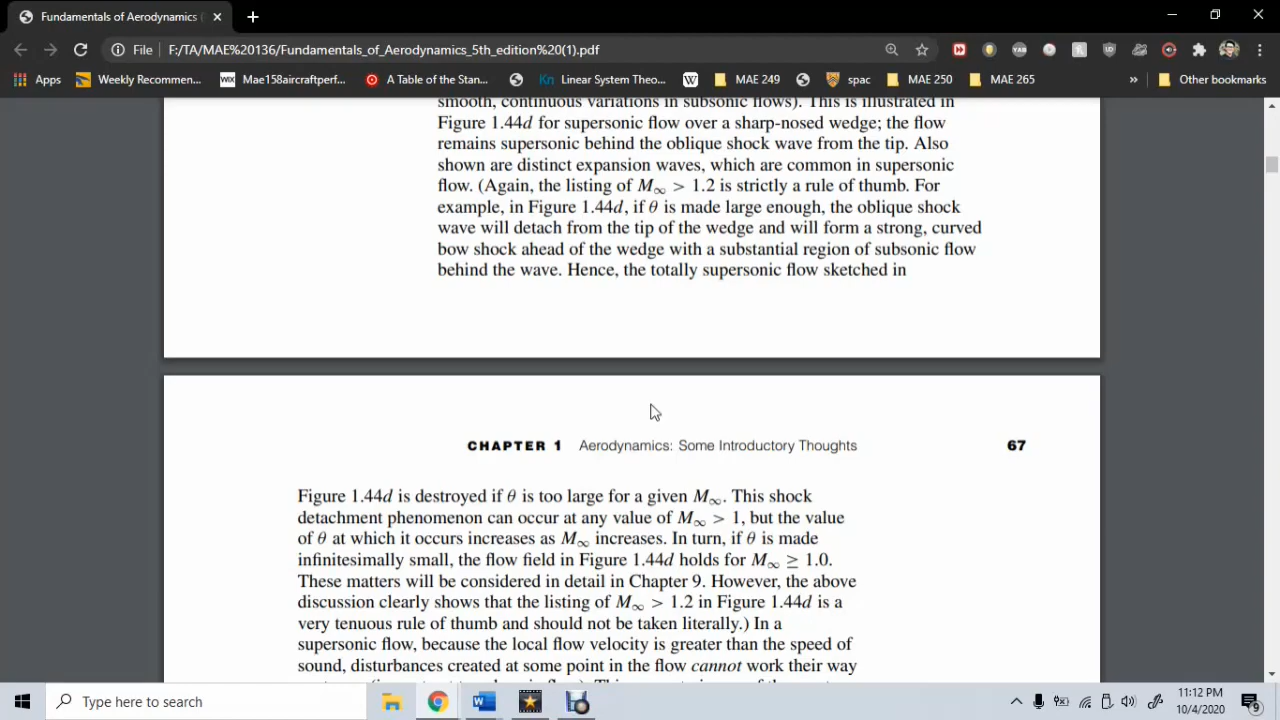 Fundamentals of Aerodynamics (
File
F:/TA/MAE%20136/Fundamentals_of_Aerodynamics_5th_edition%20(1).pdf
Apps
Weekly Recommen...
WiX
Mae158aircraftperf...
A Table of the Stan...
Kn
Linear System Theo...
W
MAE 249
spac
MAE 250
MAE 265
»
Other bookmarks
smooth, continuous variations in subsonic flows). This is illustrated in
Figure 1.44d for supersonic flow over a sharp-nosed wedge; the flow
remains supersonic behind the oblique shock wave from the tip. Also
shown are distinct expansion waves, which are common in supersonic
flow. (Again, the listing of M∞ > 1.2 is strictly a rule of thumb. For
example, in Figure 1.44d, if θ is made large enough, the oblique shock
wave will detach from the tip of the wedge and will form a strong, curved
bow shock ahead of the wedge with a substantial region of subsonic flow
behind the wave. Hence, the totally supersonic flow sketched in
CHAPTER 1 Aerodynamics: Some Introductory Thoughts
67
Figure 1.44d is destroyed if θ is too large for a given M∞. This shock
detachment phenomenon can occur at any value of M∞ > 1, but the value
of θ at which it occurs increases as M∞ increases. In turn, if θ is made
infinitesimally small, the flow field in Figure 1.44d holds for M∞ ≥ 1.0.
These matters will be considered in detail in Chapter 9. However, the above
discussion clearly shows that the listing of M∞ > 1.2 in Figure 1.44d is a
very tenuous rule of thumb and should not be taken literally.) In a
supersonic flow, because the local flow velocity is greater than the speed of
sound, disturbances created at some point in the flow cannot work their way
Type here to search
11:12 PM
10/4/2020
9